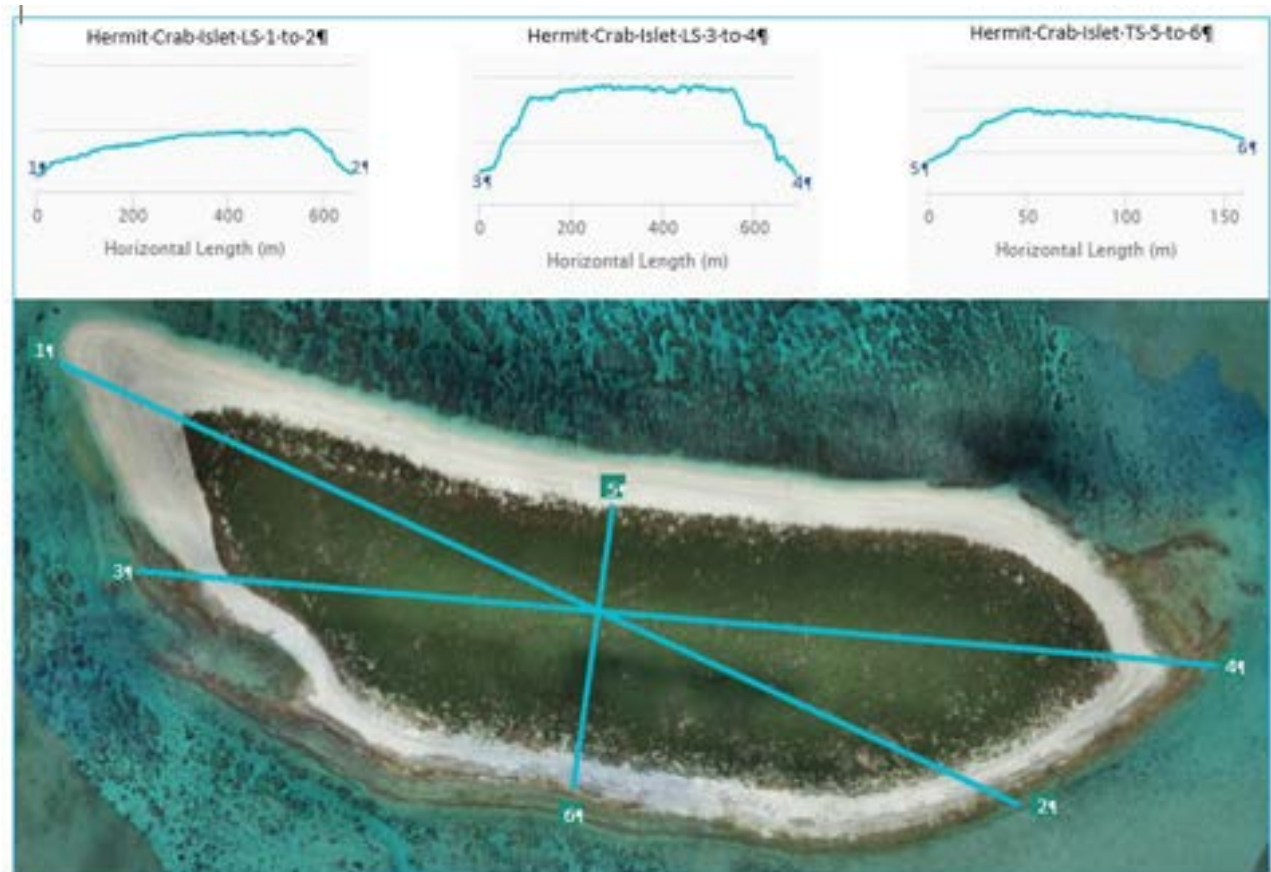 Hermit·Crab·Islet·LS·1·to·2¶
Hermit·Crab·Islet·LS·3·to·4¶
Hermit·Crab·Islet·TS·5·to·6¶
1¶
2¶
3¶
4¶
5¶
6¶
0 200 400 600
0 200 400 600
0 50 100 150
Horizontal Length (m)
Horizontal Length (m)
Horizontal Length (m)
1¶
5¶
3¶
4¶
2¶
6¶